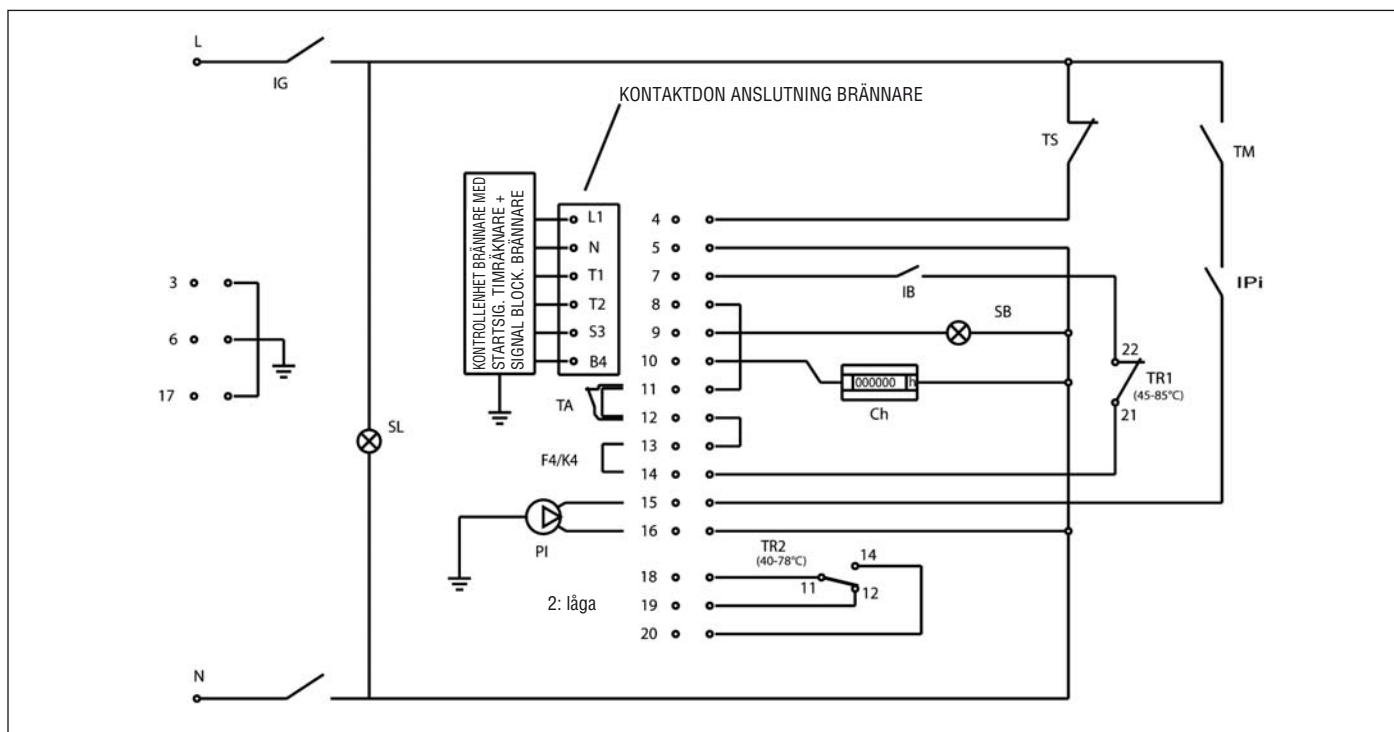 L
IG
KONTAKTDON ANSLUTNING BRÄNNARE
TS
TM
KONTROLLENHET BRÄNNARE MED
STARTSIG. TIMRÄKNARE +
SIGNAL BLOCK. BRÄNNARE
L1
N
T1
T2
S3
B4
4
5
7
8
9
10
11
12
13
14
15
16
18
19
20
3
6
17
IB
SB
IPi
22
TR1
(45-85°C)
21
000000 h
Ch
TA
SL
F4/K4
PI
TR2
(40-78°C)
14
11
12
2: låga
N